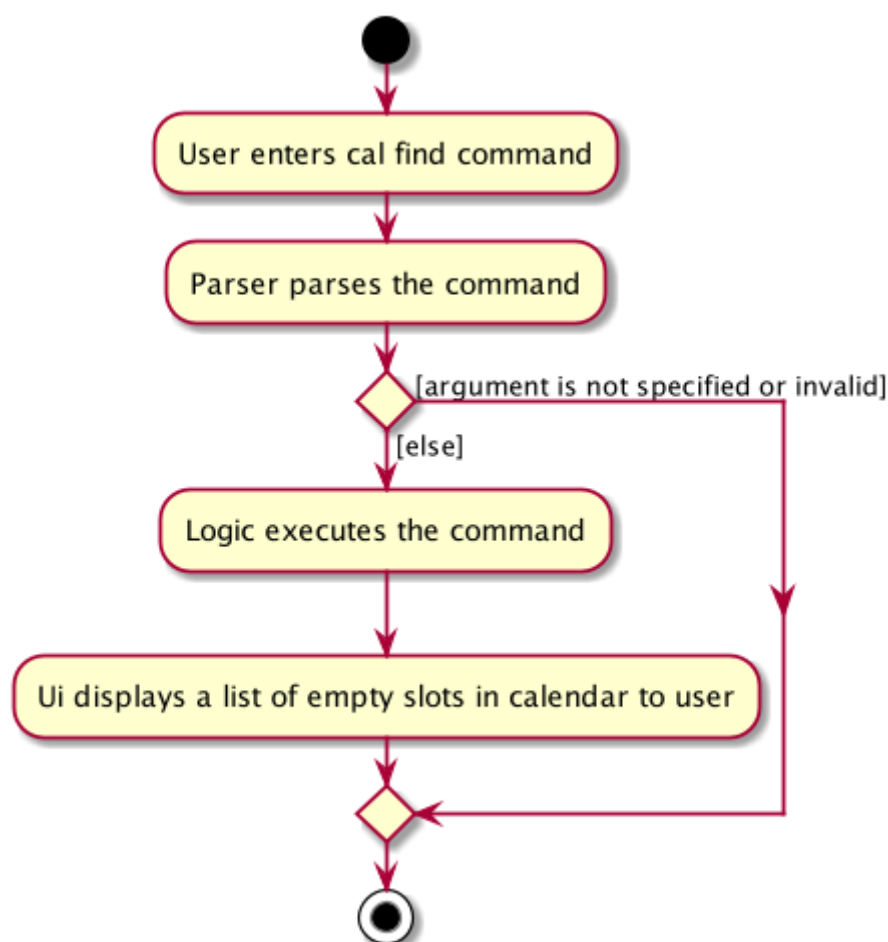 User enters cal find command
Parser parses the command
[argument is not specified or invalid]
[else]
Logic executes the command
Ui displays a list of empty slots in calendar to user